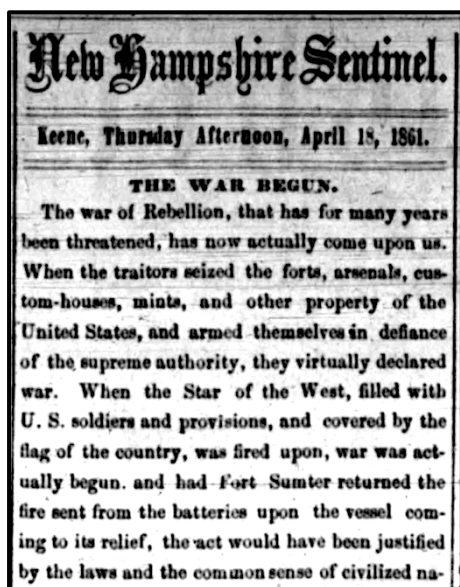 New Hampshire Sentinel.
Keene, Thursday Afternoon, April 18, 1861.
THE WAR BEGUN.
The war of Rebellion, that has for many years
been threatened, has now actually come upon us.
When the traitors seized the forts, arsenals, cus-
tom-houses, mints, and other property of the
United States, and armed themselves in defiance
of the supreme authority, they virtually declared
war. When the Star of the West, filled with
U. S. soldiers and provisions, and covered by the
flag of the country, was fired upon, war was act-
ually begun. and had Fort Sumter returned the
fire sent from the batteries upon the vessel com-
ing to its relief, the act would have been justified
by the laws and the common sense of civilized na-